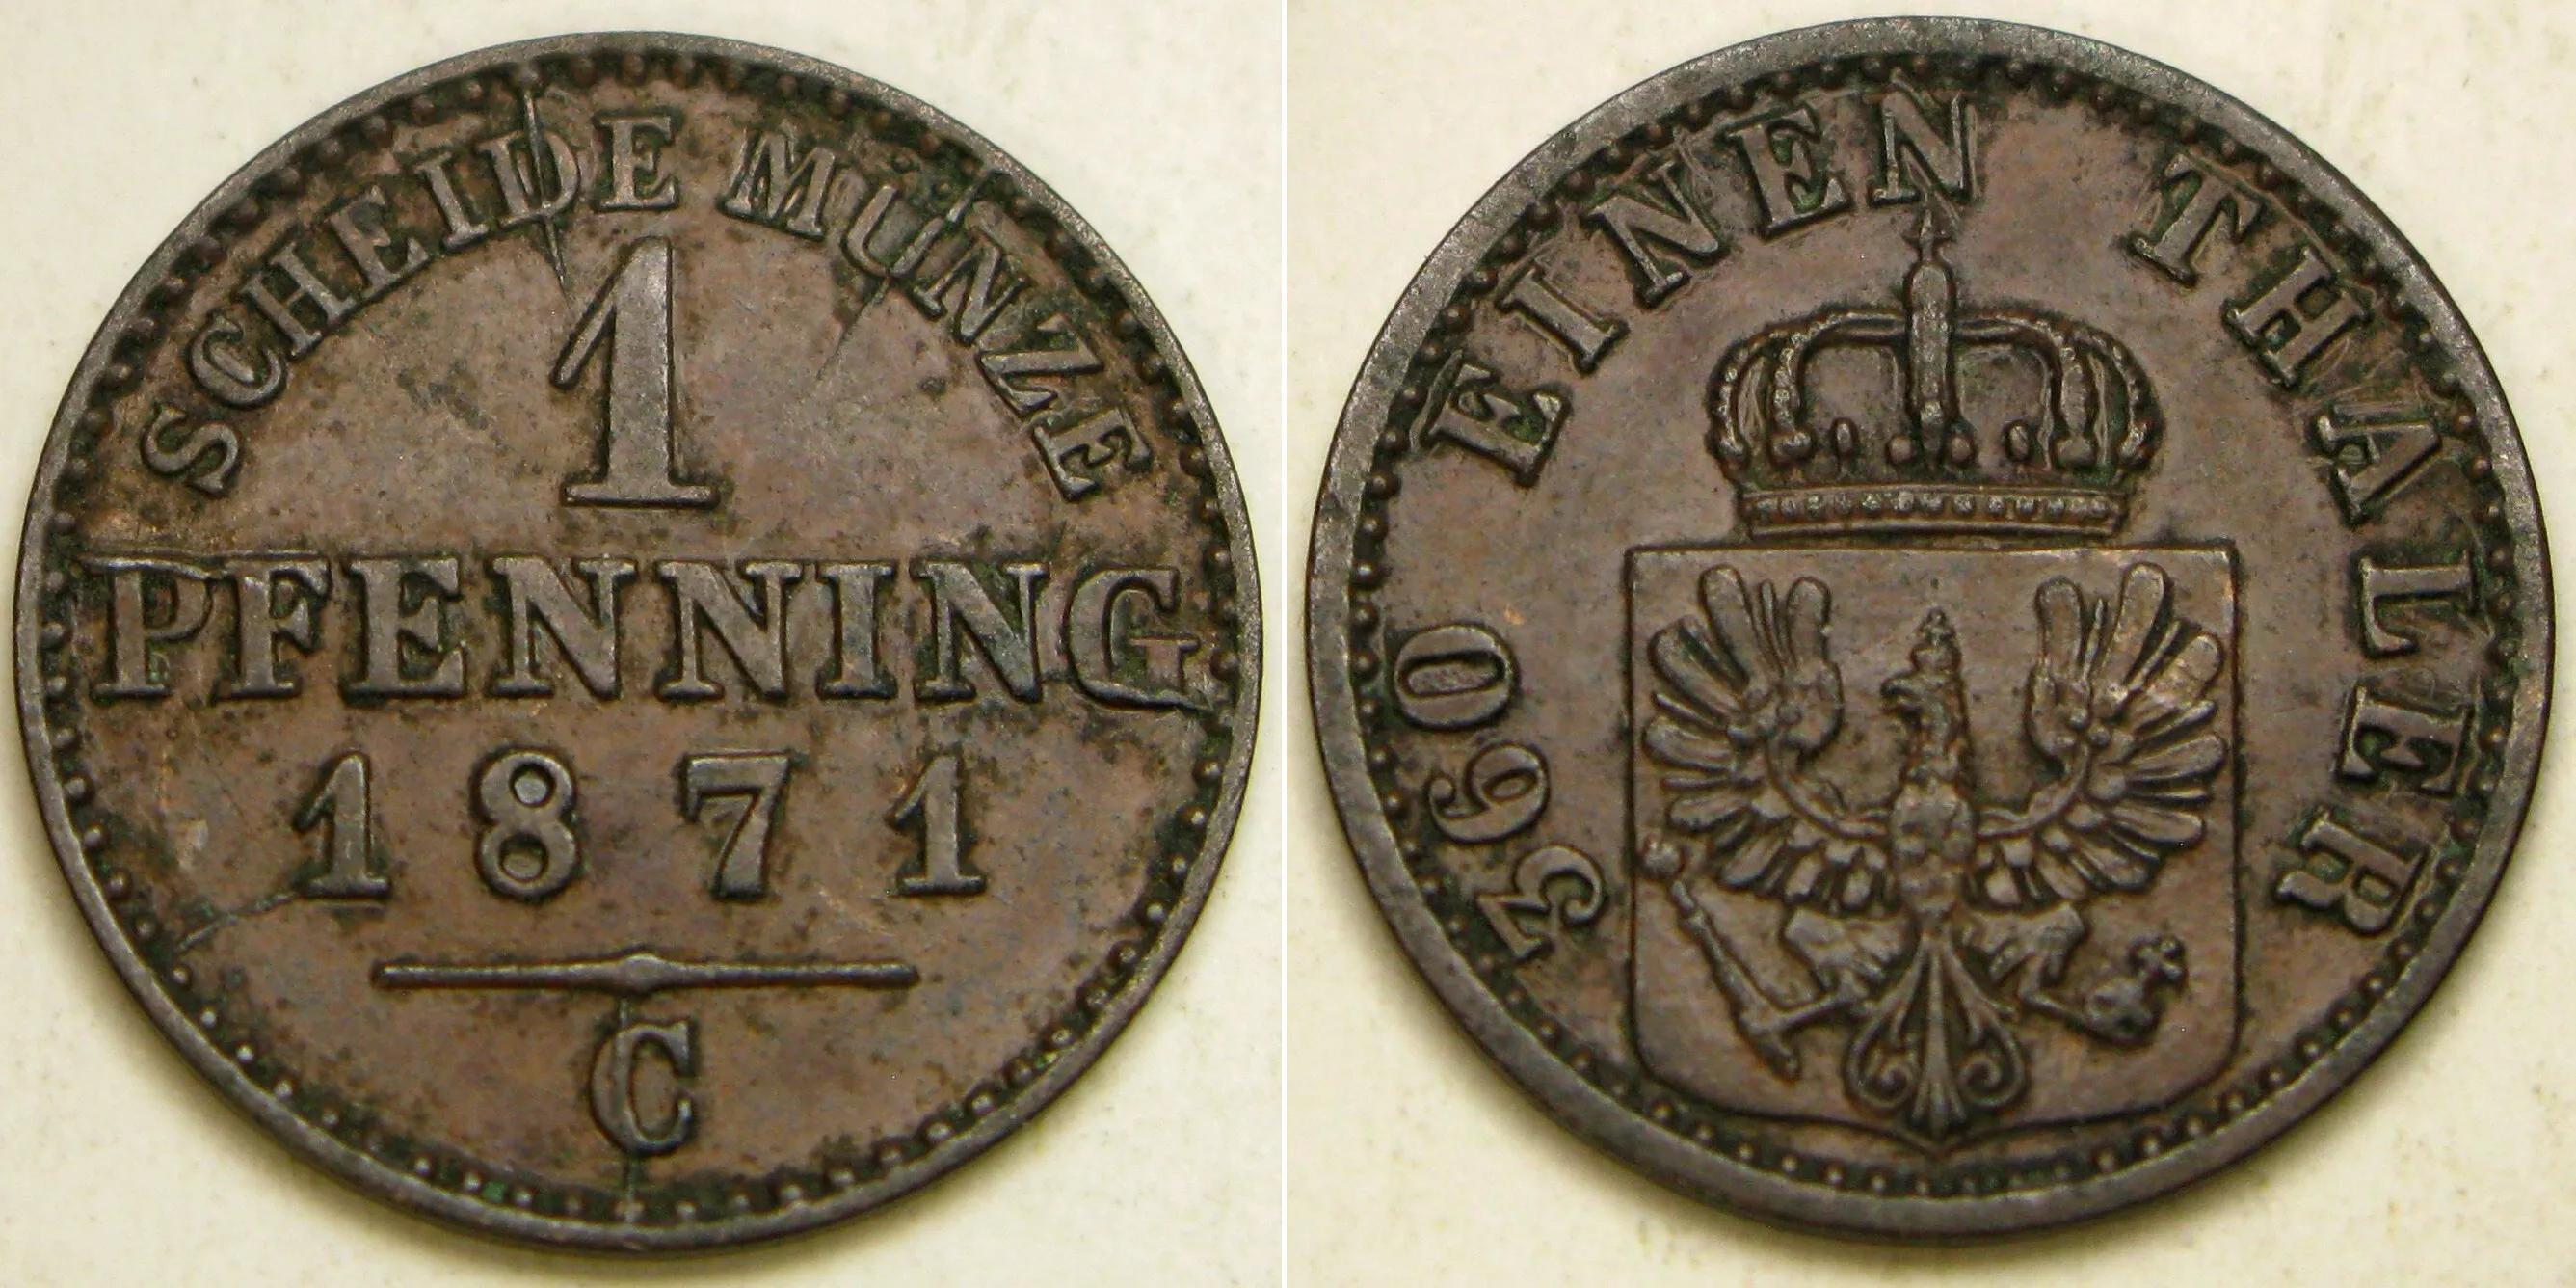 SCHEIDE MÜNZE
1
PFENNING
1871
C
360 EINEN THALER